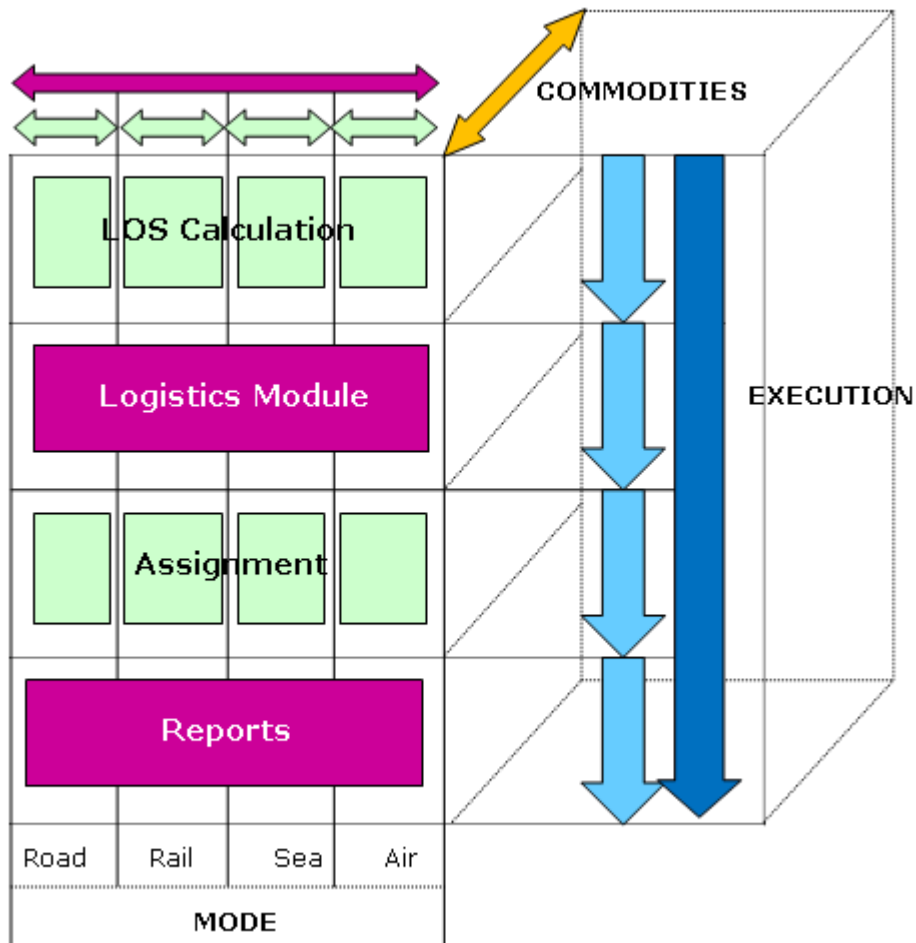 COMMODITIES
LOS Calculation
Logistics Module
EXECUTION
Assignment
Reports
Road Rail Sea Air
MODE